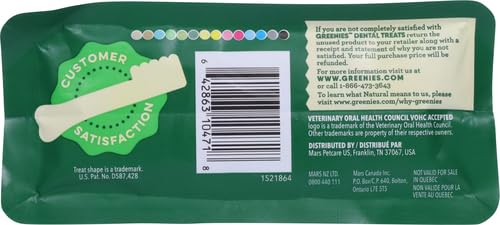 CUSTOMER
SATISFACTION
Treat shape is a trademark.
U.S. Pat. No. D587,428
6 42863 10471 8
1521864
If you are not completely satisfied with
GREENIES™ DENTAL TREATS return the
unused product to your retailer along with a
receipt and statement of why you are not
satisfied. Your full purchase price will be
refunded.
For more information visit us at
WWW.GREENIES.COM
or call 1-866-473-3643
To learn what Natural means to us, please
visit www.greenies.com/why-greenies
VETERINARY ORAL HEALTH COUNCIL VOHC ACCEPTED
logo is a trademark of the Veterinary Oral Health Council.
Other trademarks are property of their respective owners.
DISTRIBUTED BY / DISTRIBUÉ PAR
Mars Petcare US, Franklin, TN 37067, USA
MARS NZ LTD.
0800 440 111
Mars Canada Inc.
P.O. Box/C.P. 640, Bolton,
Ontario L7E 5T5
NOT VALID FOR SALE
IN QUEBEC
NON VALIDE POUR LA
VENTE AU QUEBEC